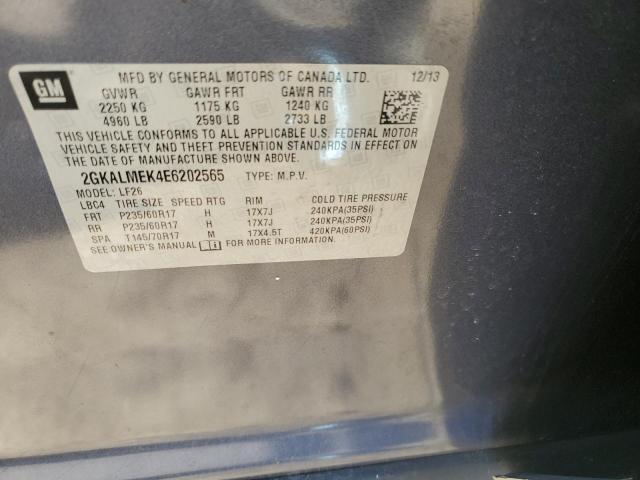 GM
MFD BY GENERAL MOTORS OF CANADA LTD. 12/13
GVWR GAWR FRT GAWR RR
2250 KG 1175 KG 1240 KG
4960 LB 2590 LB 2733 LB
THIS VEHICLE CONFORMS TO ALL APPLICABLE U.S. FEDERAL MOTOR
VEHICLE SAFETY AND THEFT PREVENTION STANDARDS IN EFFECT ON
THE DATE OF MANUFACTURE SHOWN ABOVE.
2GKALMEK4E6202565 TYPE: M.P.V.
MODEL: LF26
LBC4 TIRE SIZE SPEED RTG RIM COLD TIRE PRESSURE
FRT P235/60R17 H 17X7J 240KPA(35PSI)
RR P235/60R17 H 17X7J 240KPA(35PSI)
SPA T145/70R17 M 17X4.5T 420KPA(60PSI)
SEE OWNER'S MANUAL FOR MORE INFORMATION.